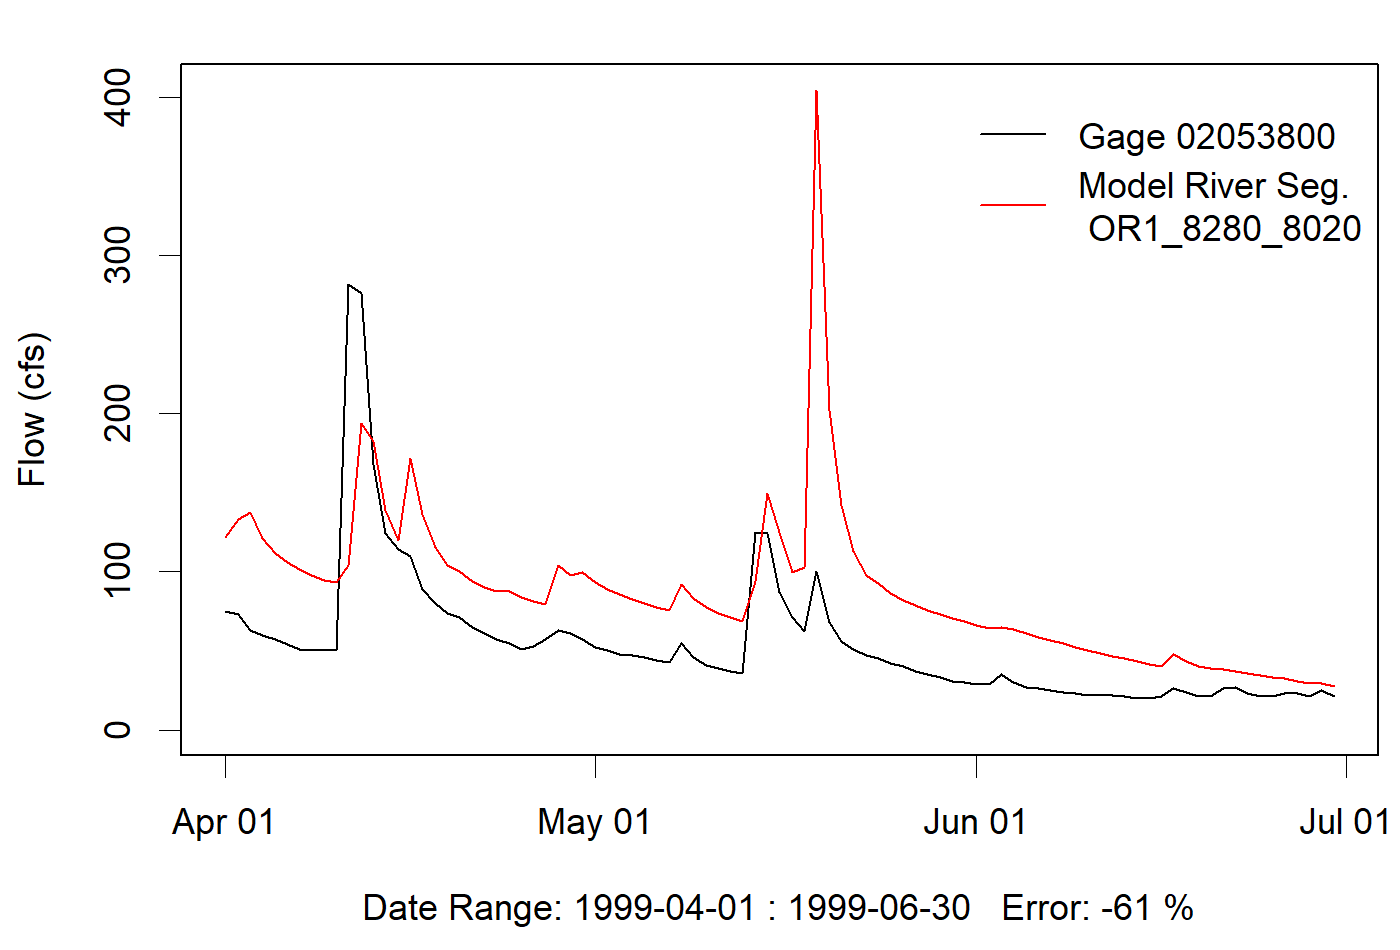 400
300
200
100
0
Flow (cfs)
Gage 02053800
Model River Seg.
OR1_8280_8020
Apr 01
May 01
Jun 01
Jul 01
Date Range: 1999-04-01 : 1999-06-30 Error: -61 %